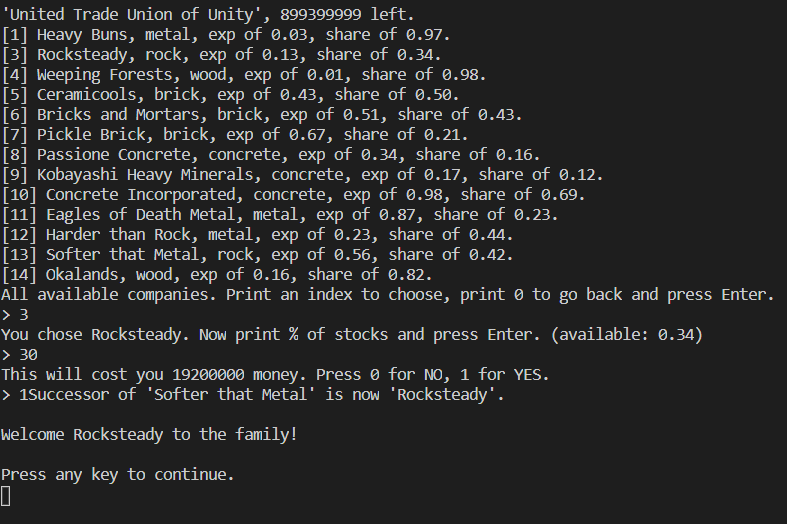 'United Trade Union of Unity', 899399999 left.
[1] Heavy Buns, metal, exp of 0.03, share of 0.97.
[3] Rocksteady, rock, exp of 0.13, share of 0.34.
[4] Weeping Forests, wood, exp of 0.01, share of 0.98.
[5] Ceramicools, brick, exp of 0.43, share of 0.50.
[6] Bricks and Mortars, brick, exp of 0.51, share of 0.43.
[7] Pickle Brick, brick, exp of 0.67, share of 0.21.
[8] Passione Concrete, concrete, exp of 0.34, share of 0.16.
[9] Kobayashi Heavy Minerals, concrete, exp of 0.17, share of 0.12.
[10] Concrete Incorporated, concrete, exp of 0.98, share of 0.69.
[11] Eagles of Death Metal, metal, exp of 0.87, share of 0.23.
[12] Harder than Rock, metal, exp of 0.23, share of 0.44.
[13] Softer that Metal, rock, exp of 0.56, share of 0.42.
[14] Okalands, wood, exp of 0.16, share of 0.82.
All available companies. Print an index to choose, print 0 to go back and press Enter.
> 3
You chose Rocksteady. Now print % of stocks and press Enter. (available: 0.34)
> 30
This will cost you 19200000 money. Press 0 for NO, 1 for YES.
> 1Successor of 'Softer that Metal' is now 'Rocksteady'.
Welcome Rocksteady to the family!
Press any key to continue.